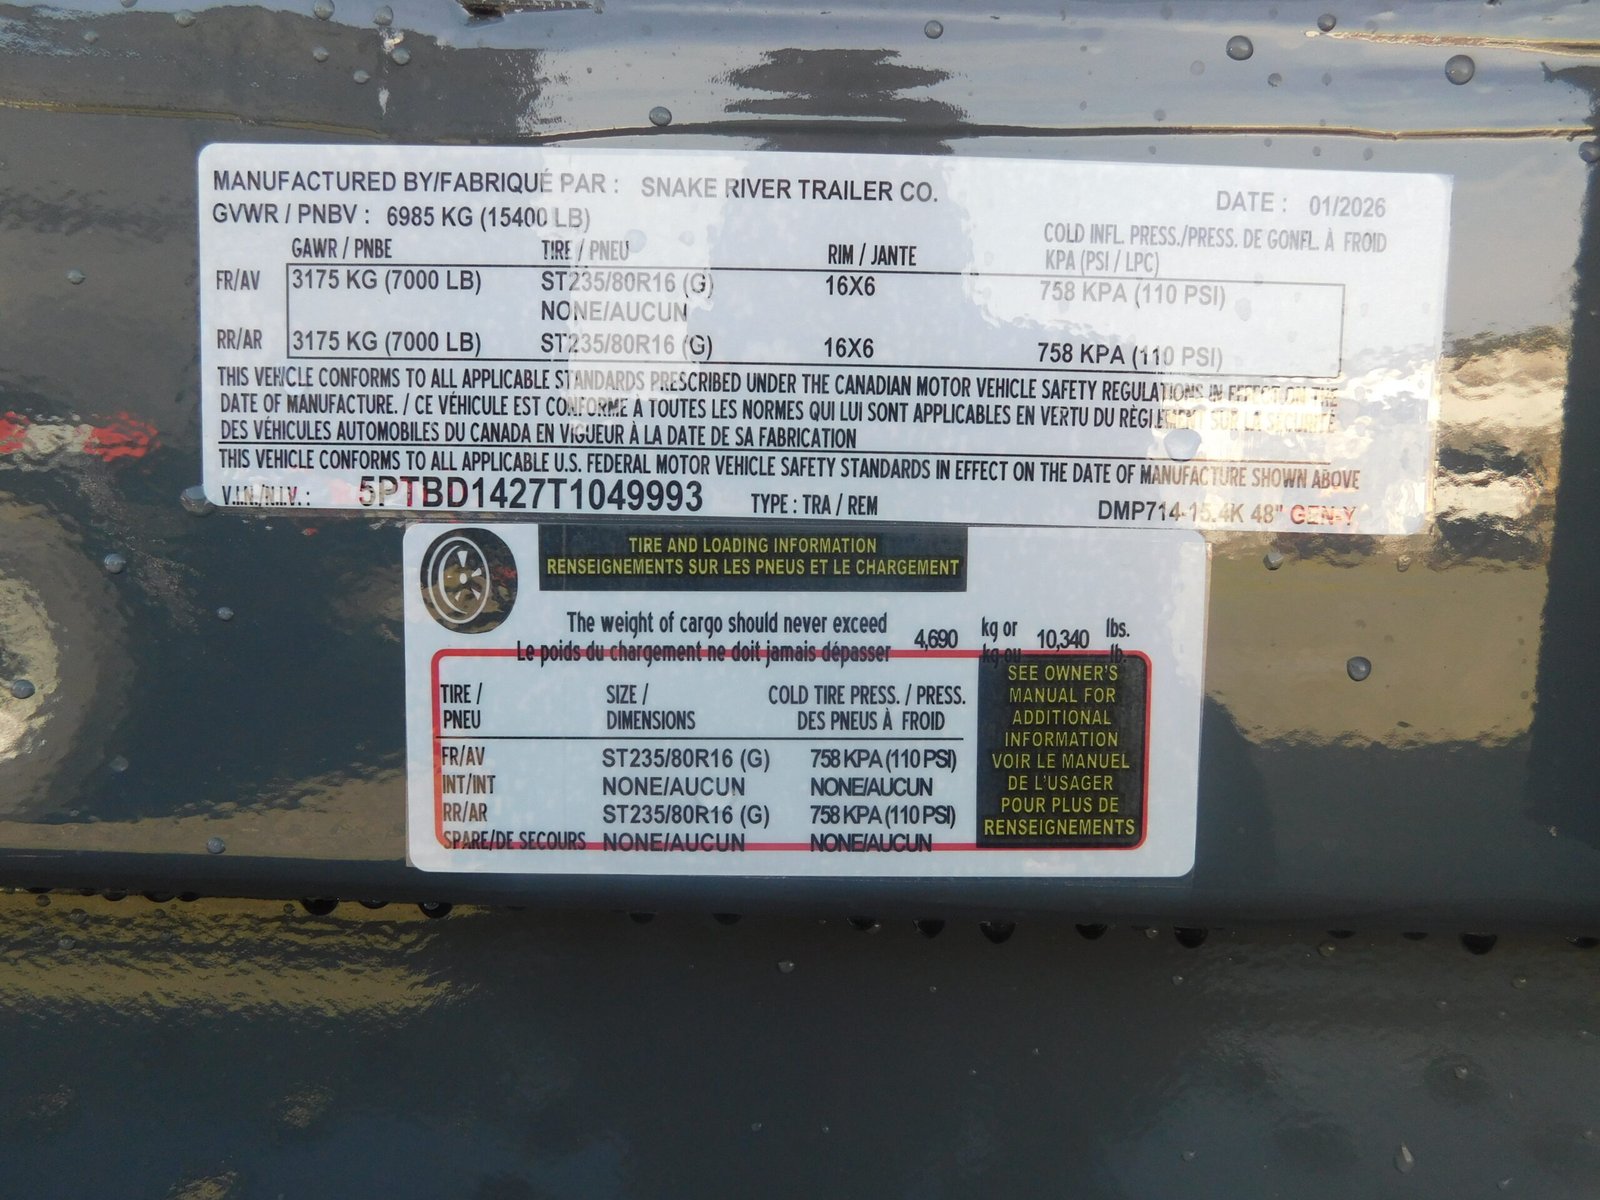 MANUFACTURED BY/FABRIQUÉ PAR : SNAKE RIVER TRAILER CO. DATE : 01/2026
GVWR / PNBV : 6985 KG (15400 LB)
GAWR / PNBE TIRE / PNEU RIM / JANTE COLD INFL. PRESS./PRESS. DE GONFL. À FROID
KPA (PSI / LPC)
FR/AV 3175 KG (7000 LB) ST235/80R16 (G) 16X6 758 KPA (110 PSI)
NONE/AUCUN
RR/AR 3175 KG (7000 LB) ST235/80R16 (G) 16X6 758 KPA (110 PSI)
THIS VEHICLE CONFORMS TO ALL APPLICABLE STANDARDS PRESCRIBED UNDER THE CANADIAN MOTOR VEHICLE SAFETY REGULATIONS IN EFFECT ON THE
DATE OF MANUFACTURE. / CE VÉHICULE EST CONFORME À TOUTES LES NORMES QUI LUI SONT APPLICABLES EN VERTU DU RÈGLEMENT SUR LA SÉCURITÉ
DES VÉHICULES AUTOMOBILES DU CANADA EN VIGUEUR À LA DATE DE SA FABRICATION
THIS VEHICLE CONFORMS TO ALL APPLICABLE U.S. FEDERAL MOTOR VEHICLE SAFETY STANDARDS IN EFFECT ON THE DATE OF MANUFACTURE SHOWN ABOVE
V.I.N./N.I.V. : 5PTBD1427T1049993 TYPE : TRA / REM DMP714-15.4K 48" GEN-Y
TIRE AND LOADING INFORMATION
RENSEIGNEMENTS SUR LES PNEUS ET LE CHARGEMENT
The weight of cargo should never exceed 4,690 kg or 10,340 lbs.
Le poids du chargement ne doit jamais dépasser kg ou lb.
TIRE / SIZE / COLD TIRE PRESS. / PRESS.
PNEU DIMENSIONS DES PNEUS À FROID
FR/AV ST235/80R16 (G) 758 KPA (110 PSI)
INT/INT NONE/AUCUN NONE/AUCUN
RR/AR ST235/80R16 (G) 758 KPA (110 PSI)
SPARE/DE SECOURS NONE/AUCUN NONE/AUCUN
SEE OWNER'S
MANUAL FOR
ADDITIONAL
INFORMATION
VOIR LE MANUEL
DE L'USAGER
POUR PLUS DE
RENSEIGNEMENTS